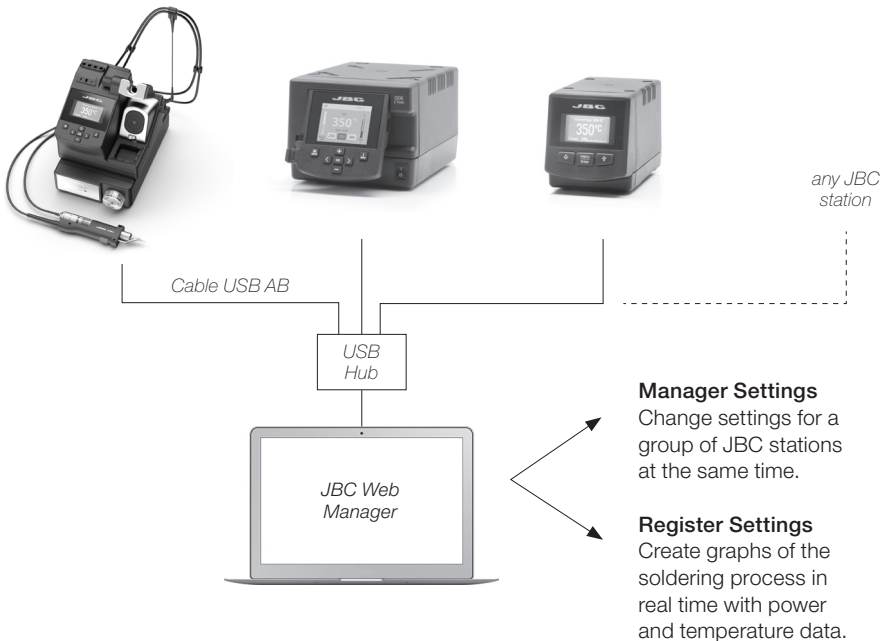 JBC
350°C
JBC
350°
JBC
350°C
any JBC
station
Cable USB AB
USB
Hub
JBC Web
Manager
Manager Settings
Change settings for a
group of JBC stations
at the same time.
Register Settings
Create graphs of the
soldering process in
real time with power
and temperature data.